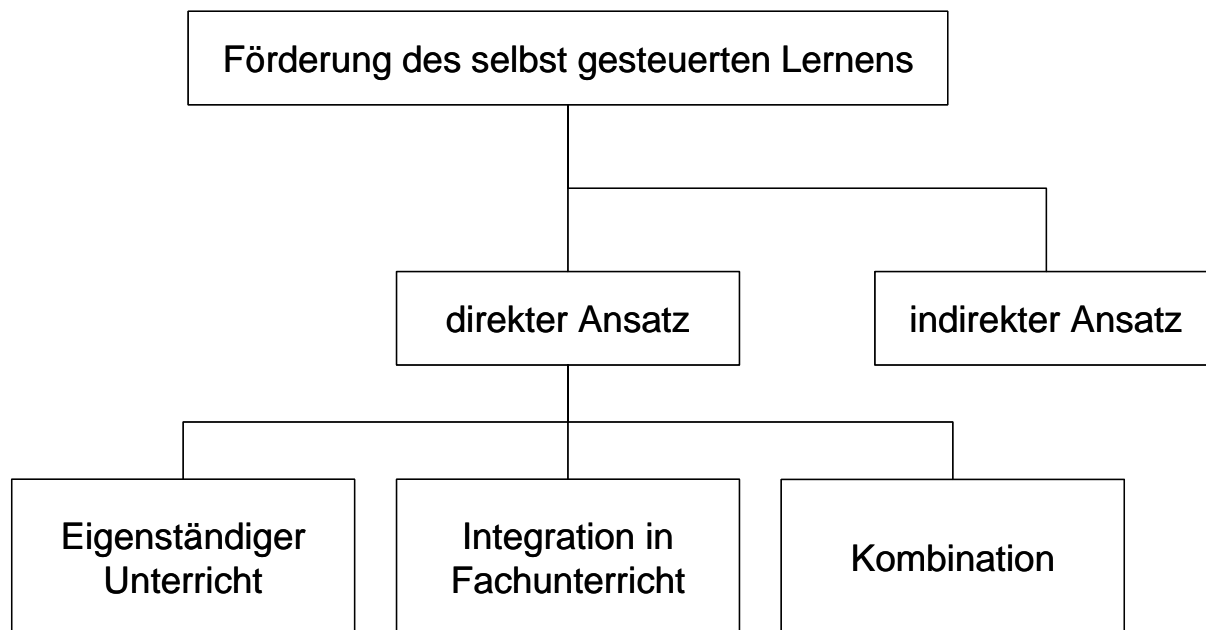 Förderung des selbst gesteuerten Lernens
direkter Ansatz
indirekter Ansatz
Eigenständiger
Unterricht
Integration in
Fachunterricht
Kombination